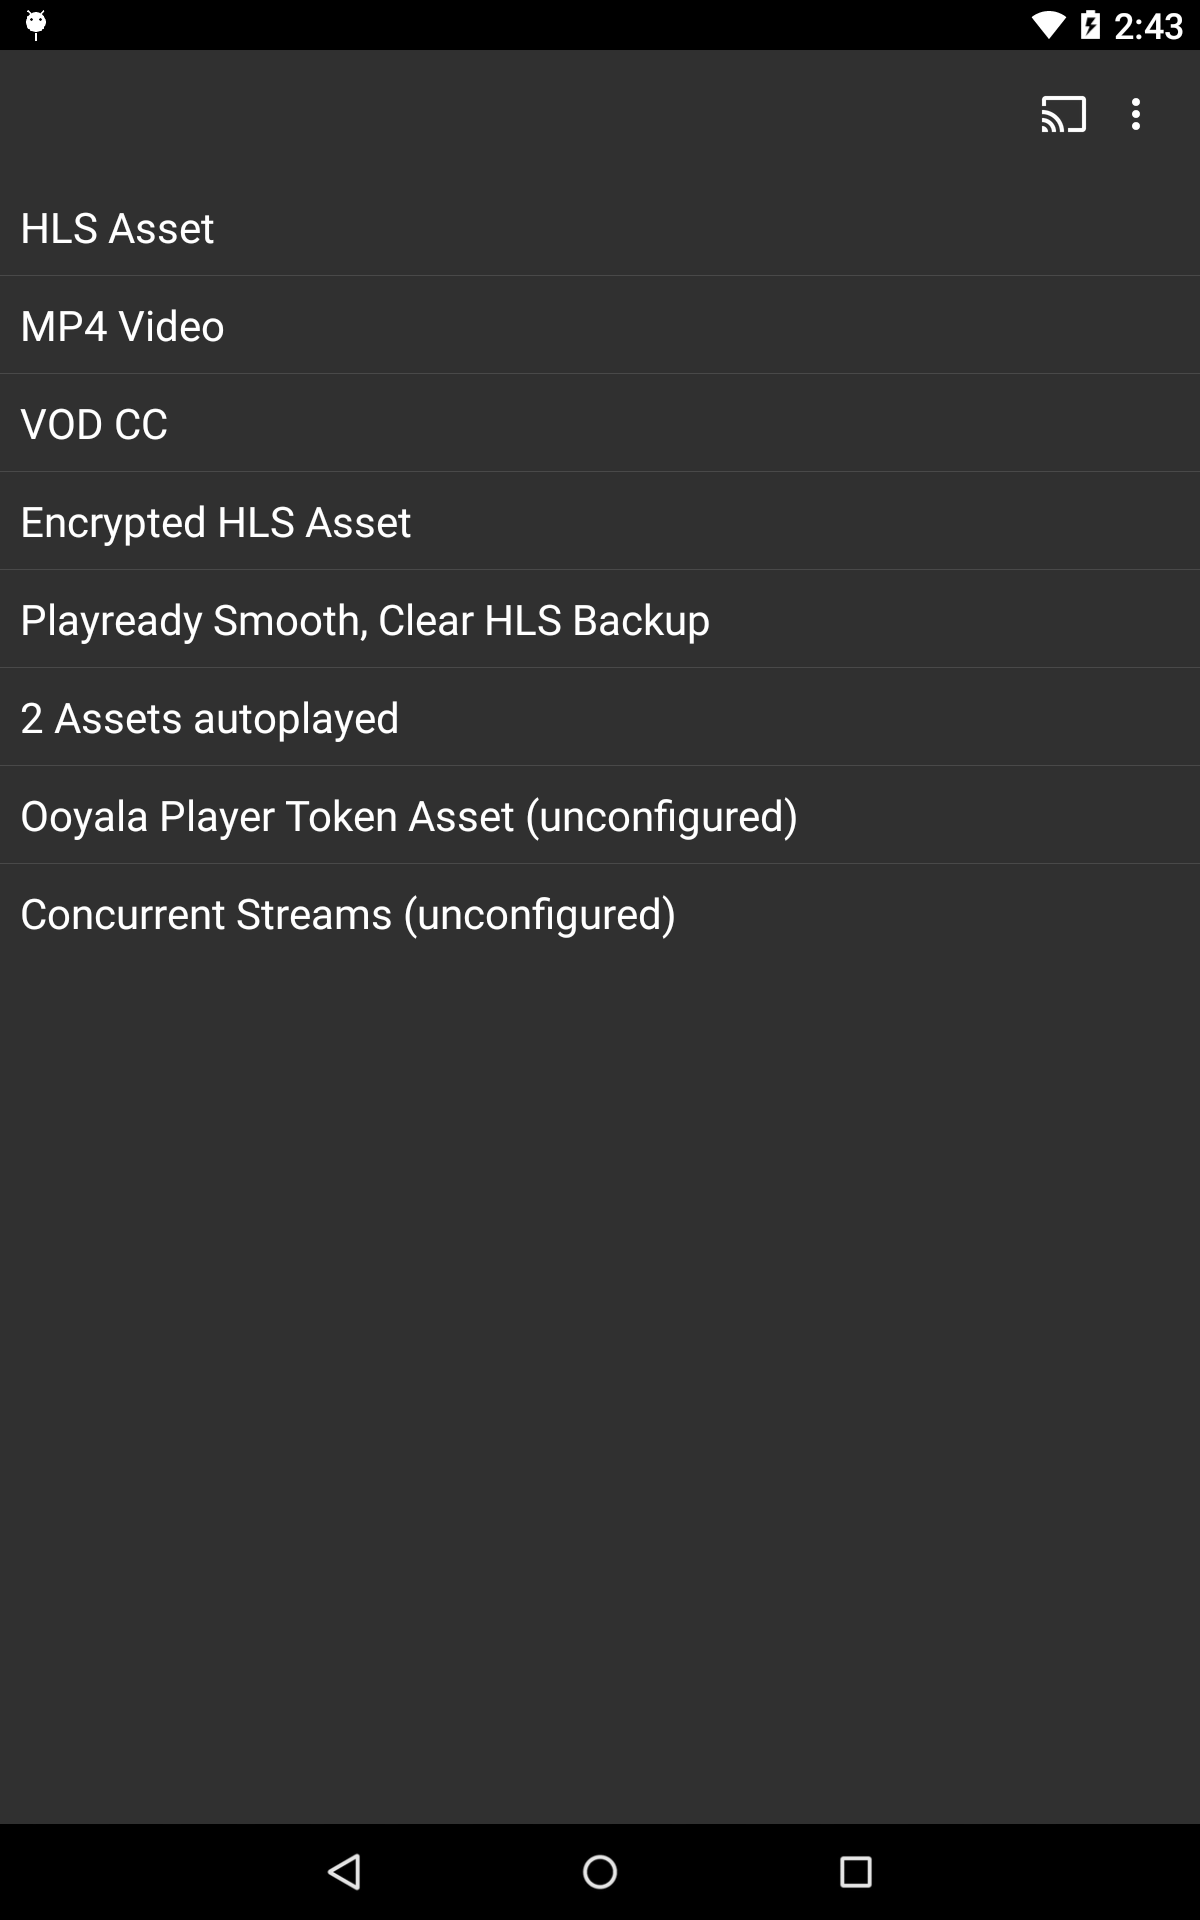 2:43
HLS Asset
MP4 Video
VOD CC
Encrypted HLS Asset
Playready Smooth, Clear HLS Backup
2 Assets autoplayed
Ooyala Player Token Asset (unconfigured)
Concurrent Streams (unconfigured)